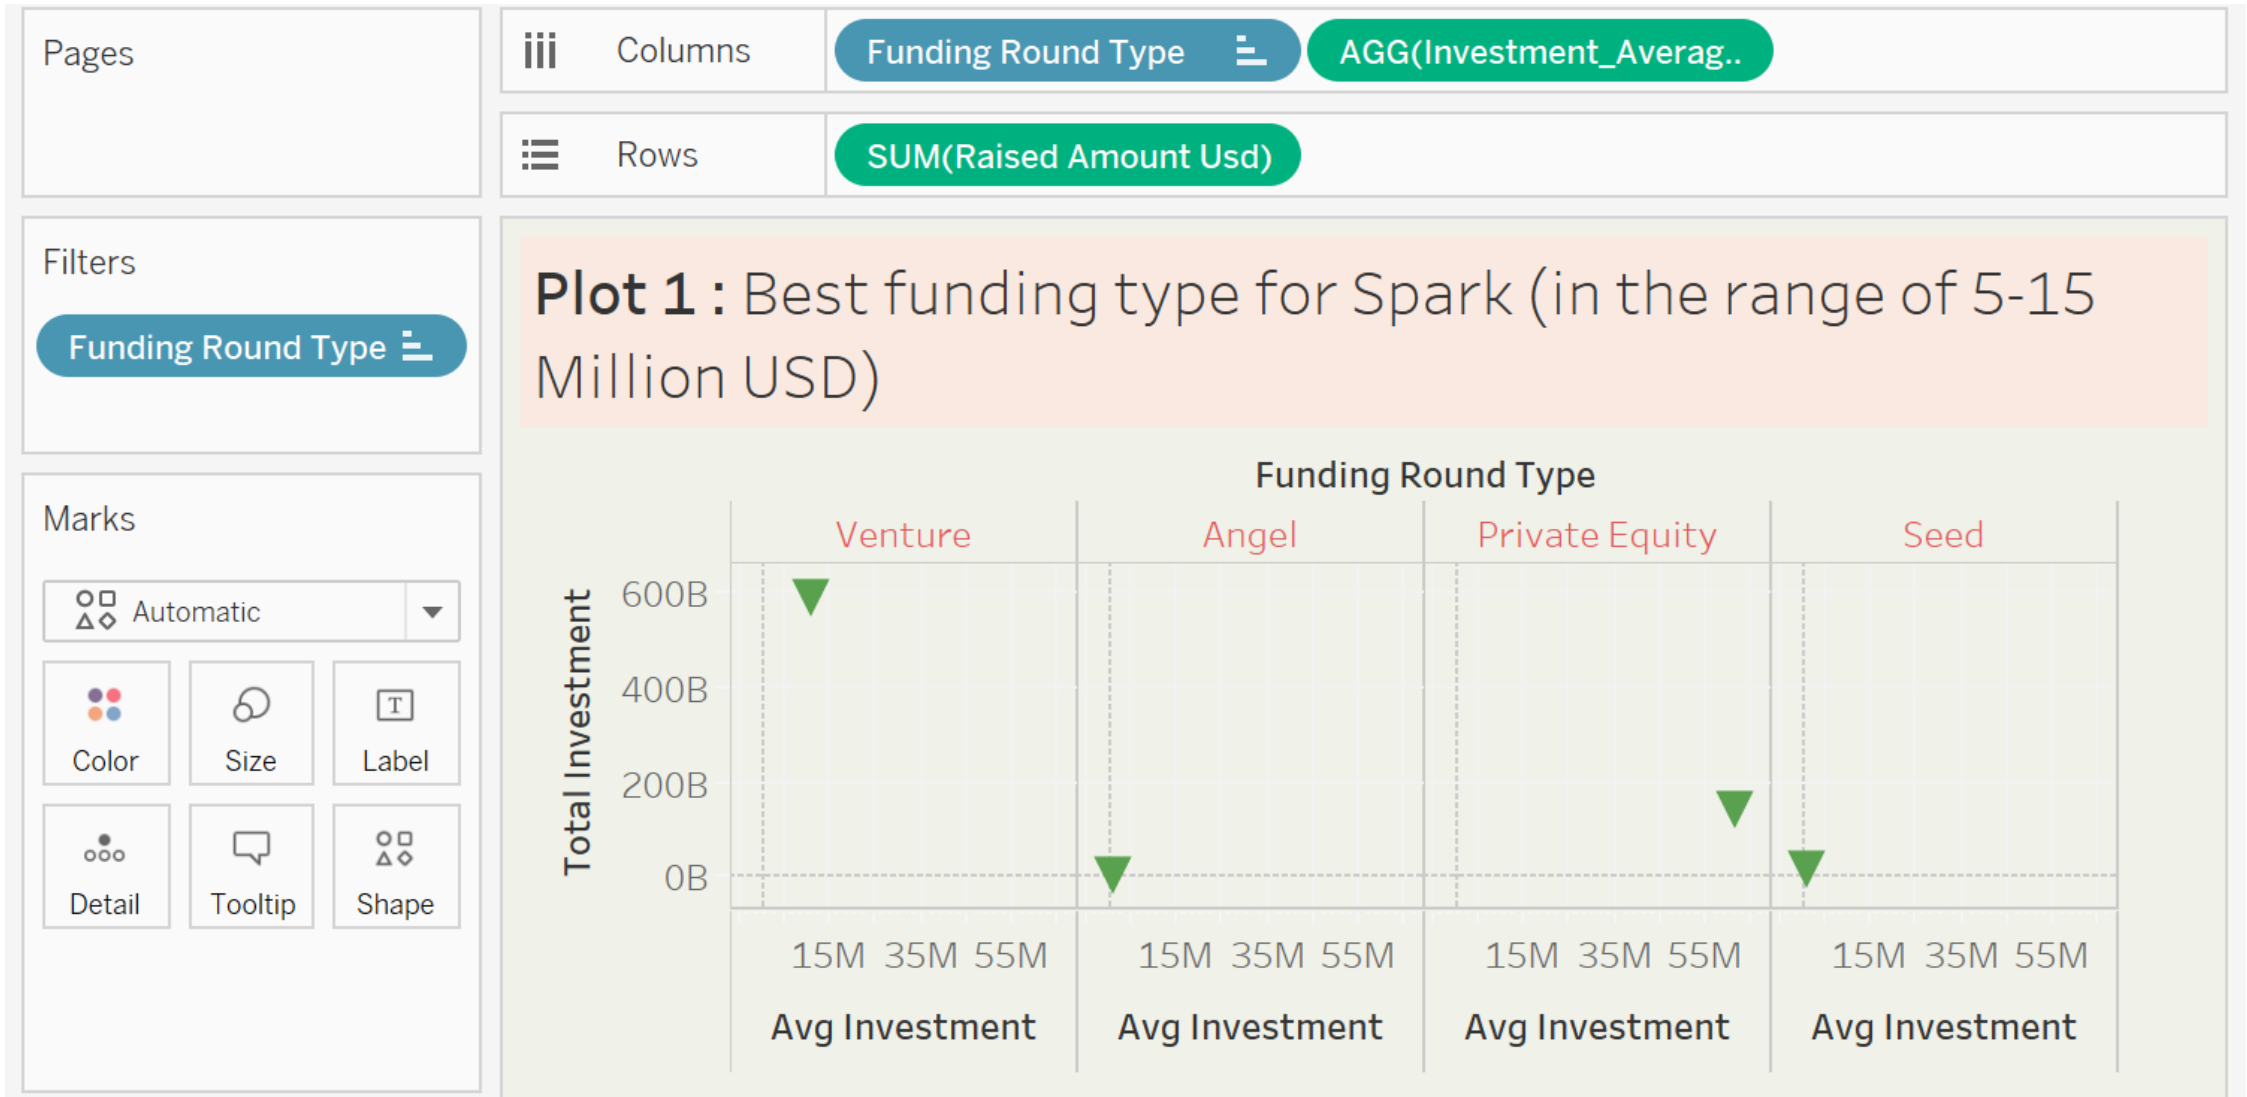 Pages
Columns
Funding Round Type
AGG(Investment_Averag..
Rows
SUM(Raised Amount Usd)
Filters
Funding Round Type
Marks
Automatic
Color
Size
Label
Detail
Tooltip
Shape
Plot 1 : Best funding type for Spark (in the range of 5-15
Million USD)
Funding Round Type
Venture
Angel
Private Equity
Seed
Total Investment
600B
400B
200B
0B
15M 35M 55M
15M 35M 55M
15M 35M 55M
15M 35M 55M
Avg Investment
Avg Investment
Avg Investment
Avg Investment